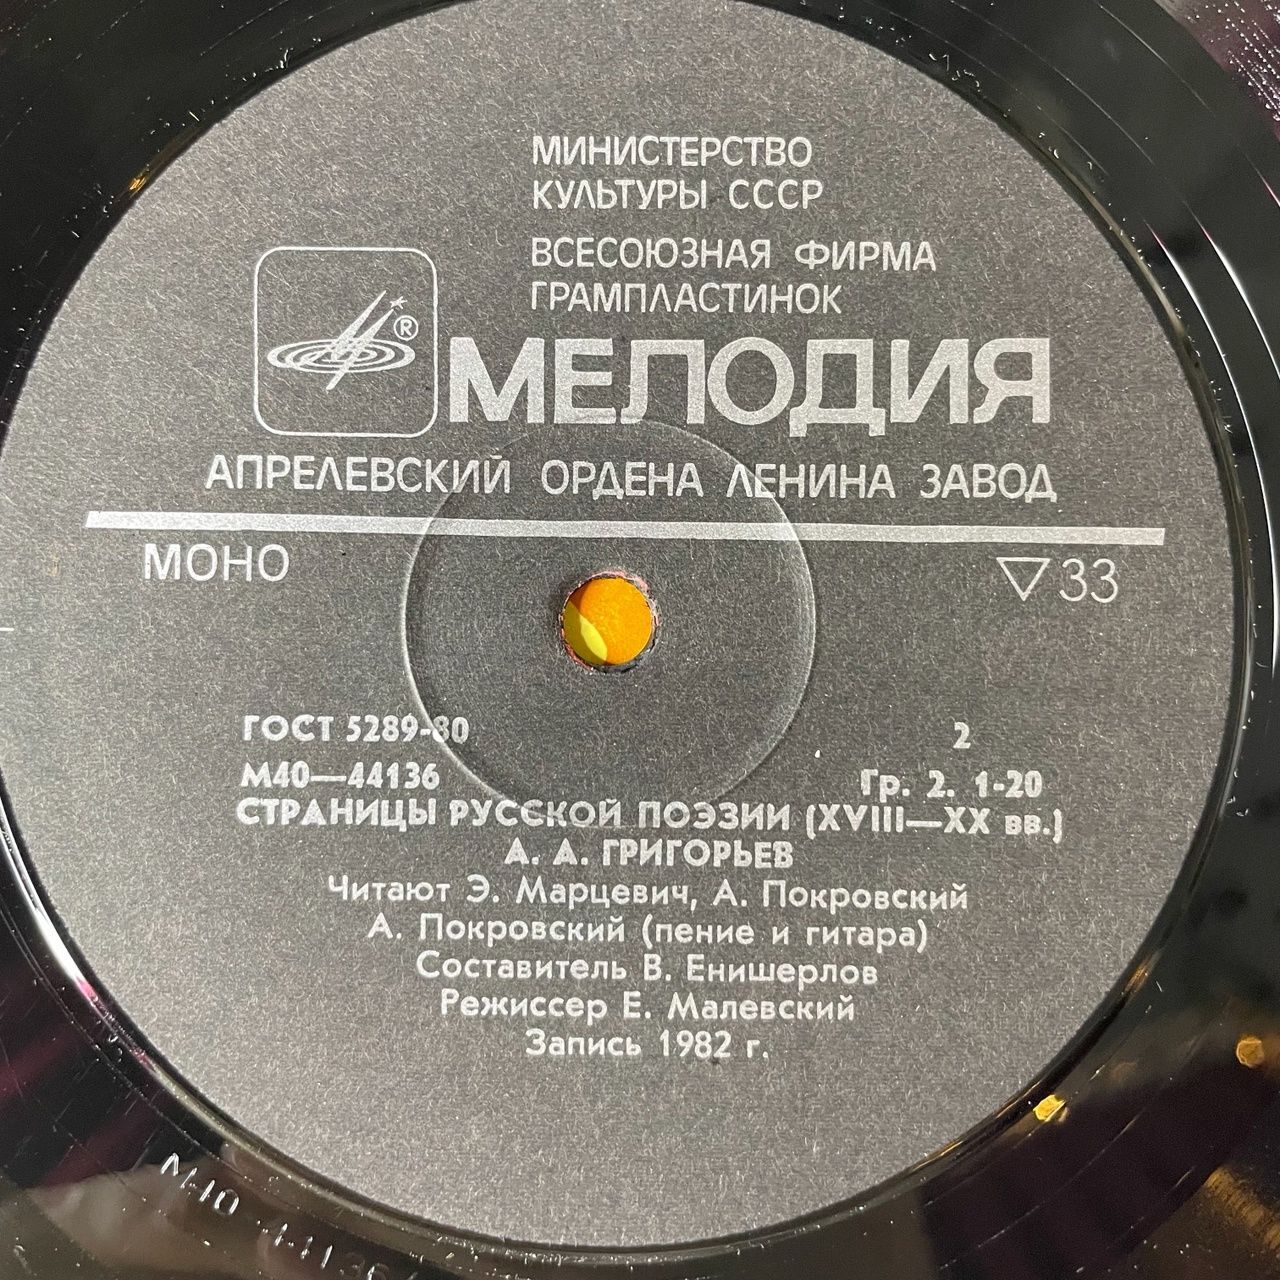 МИНИСТЕРСТВО
КУЛЬТУРЫ СССР
ВСЕСОЮЗНАЯ ФИРМА
ГРАМПЛАСТИНОК
®
МЕЛОДИЯ
АПРЕЛЕВСКИЙ ОРДЕНА ЛЕНИНА ЗАВОД
МОНО ▽33
ГОСТ 5289-80 2
М40—44136 Гр. 2. 1-20
СТРАНИЦЫ РУССКОЙ ПОЭЗИИ (XVIII—XX вв.)
А. А. ГРИГОРЬЕВ
Читают Э. Марцевич, А. Покровский
А. Покровский (пение и гитара)
Составитель В. Енишерлов
Режиссер Е. Малевский
Запись 1982 г.
М40 44136